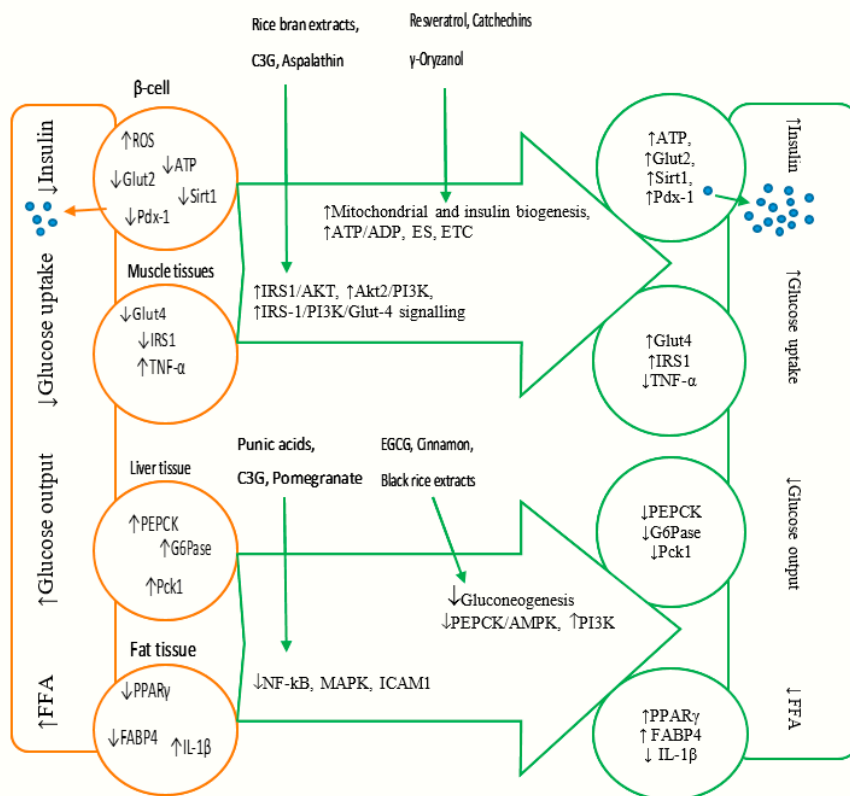 Rice bran extracts,
C3G, Aspalathin
Resveratrol, Catchechins
γ-Oryzanol
β-cell
↑ROS
↓ATP
↓Glut2
↓Sirt1
↓Pdx-1
↓Insulin
↑Mitochondrial and insulin biogenesis,
↑ATP/ADP, ES, ETC
↑ATP,
↑Glut2,
↑Sirt1,
↑Pdx-1
↑Insulin
Muscle tissues
↓Glut4
↓IRS1
↑TNF-α
↓Glucose uptake
↑IRS1/AKT, ↑Akt2/PI3K,
↑IRS-1/PI3K/Glut-4 signalling
↑Glut4
↑IRS1
↓TNF-α
↑Glucose uptake
Punic acids,
C3G, Pomegranate
EGCG, Cinnamon,
Black rice extracts
Liver tissue
↑PEPCK
↑G6Pase
↑Pck1
↑Glucose output
↓Gluconeogenesis
↓PEPCK/AMPK, ↑PI3K
↓PEPCK
↓G6Pase
↓Pck1
↓Glucose output
Fat tissue
↓PPARγ
↓FABP4
↑IL-1β
↑FFA
↓NF-kB, MAPK, ICAM1
↑PPARγ
↑ FABP4
↓ IL-1β
↓FFA